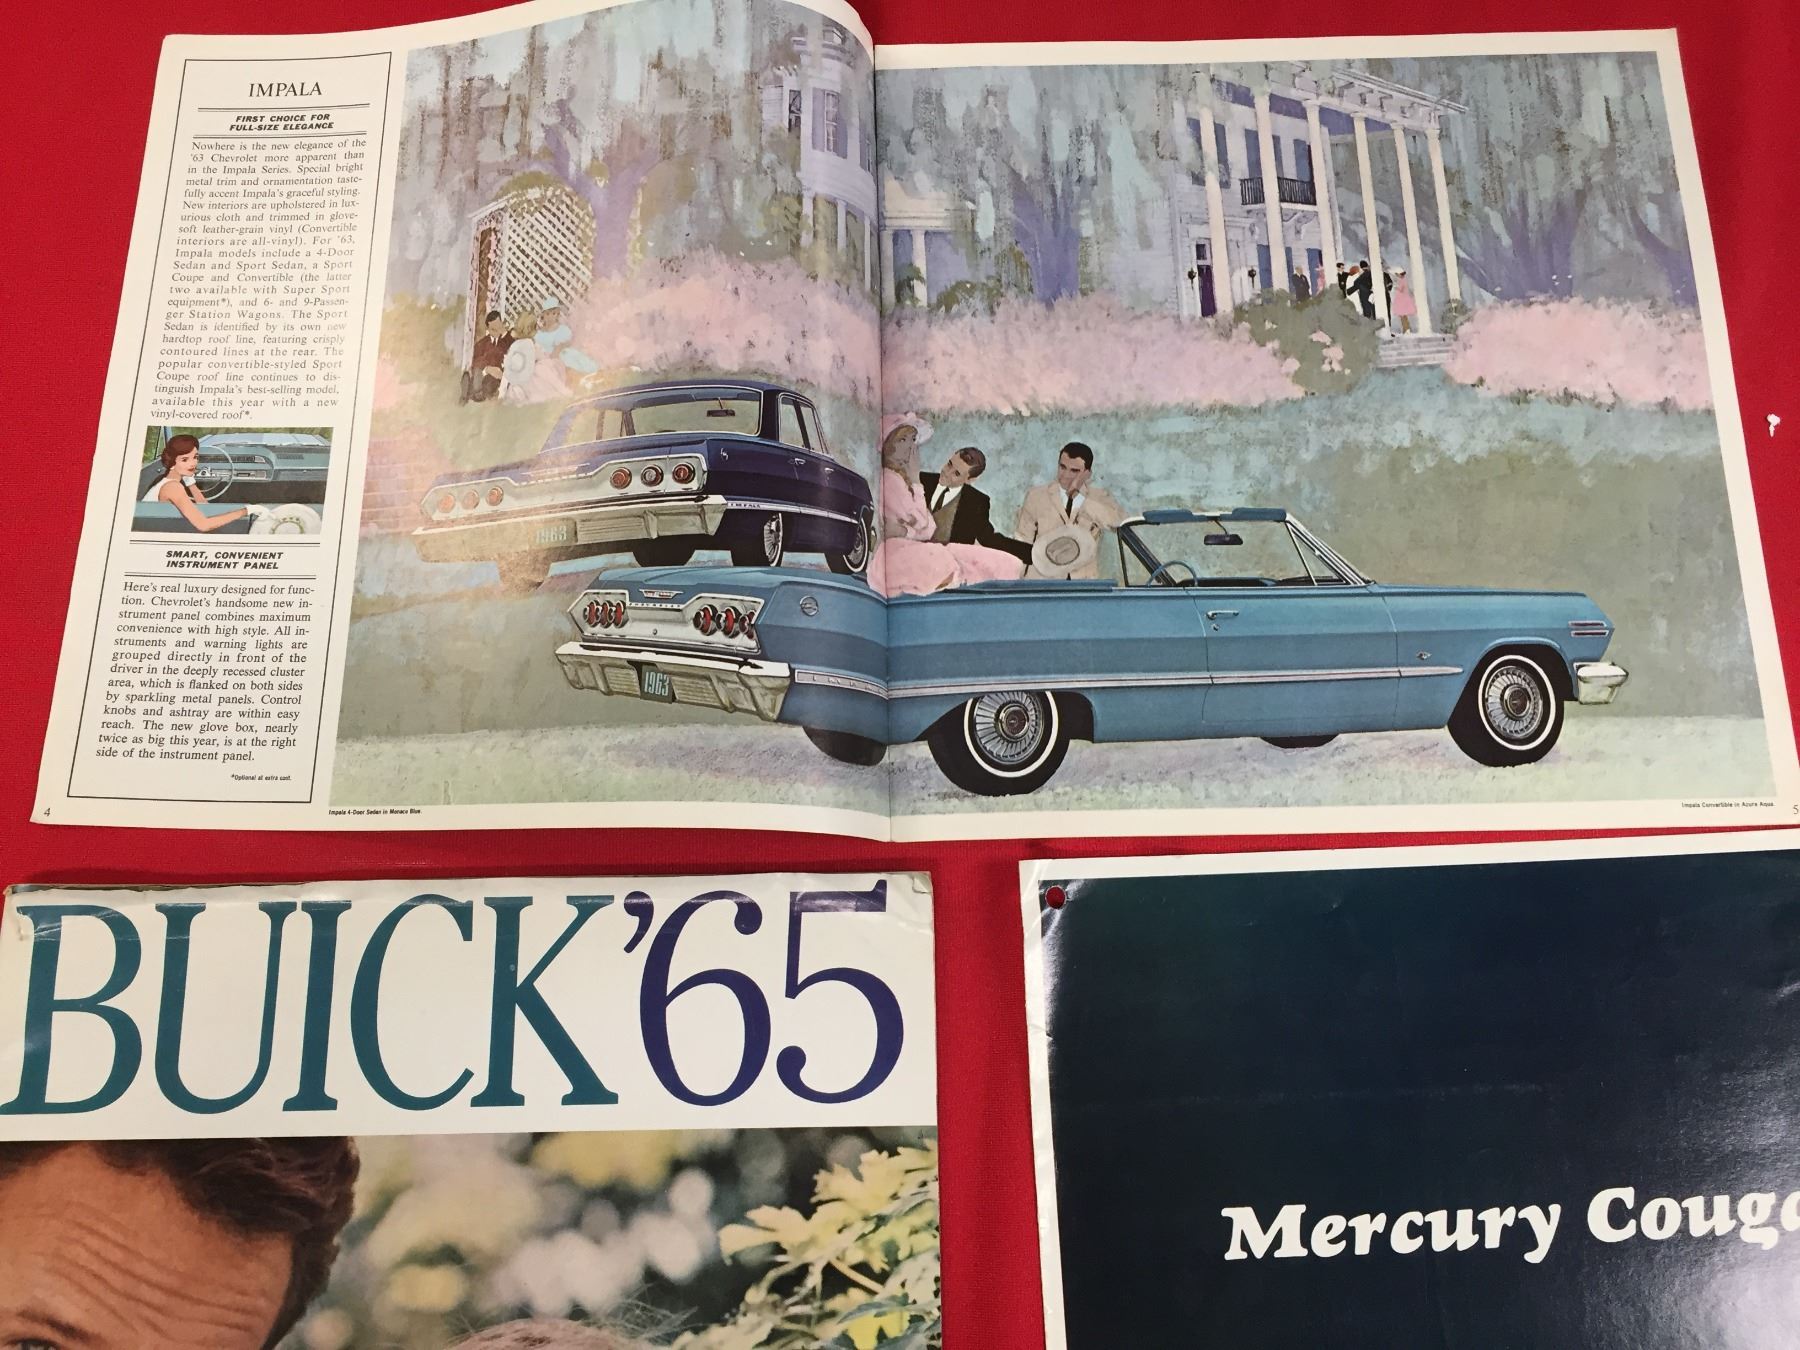 IMPALA
FIRST CHOICE FOR
FULL-SIZE ELEGANCE
Nowhere is the new elegance of the
'63 Chevrolet more apparent than
in the Impala Series. Special bright
metal trim and ornamentation taste-
fully accent Impala's graceful styling.
New interiors are upholstered in lux-
urious cloth and trimmed in glove-
soft leather-grain vinyl (Convertible
interiors are all-vinyl). For '63,
Impala models include a 4-Door
Sedan and Sport Sedan, a Sport
Coupe and Convertible (the latter
two available with Super Sport
equipment*), and 6- and 9-Passen-
ger Station Wagons. The Sport
Sedan is identified by its own new
hardtop roof line, featuring crisply
contoured lines at the rear. The
popular convertible-styled Sport
Coupe roof line continues to dis-
tinguish Impala's best-selling model,
available this year with a new
vinyl-covered roof*.
SMART, CONVENIENT
INSTRUMENT PANEL
Here's real luxury designed for func-
tion. Chevrolet's handsome new in-
strument panel combines maximum
convenience with high style. All in-
struments and warning lights are
grouped directly in front of the
driver in the deeply recessed cluster
area, which is flanked on both sides
by sparkling metal panels. Control
knobs and ashtray are within easy
reach. The new glove box, nearly
twice as big this year, is at the right
side of the instrument panel.
*Optional at extra cost.
4
Impala 4-Door Sedan in Monaco Blue.
IMPALA
1963
CHEVROLET
1963
Impala Convertible in Azure Aqua.
5
BUICK '65
Mercury Couga